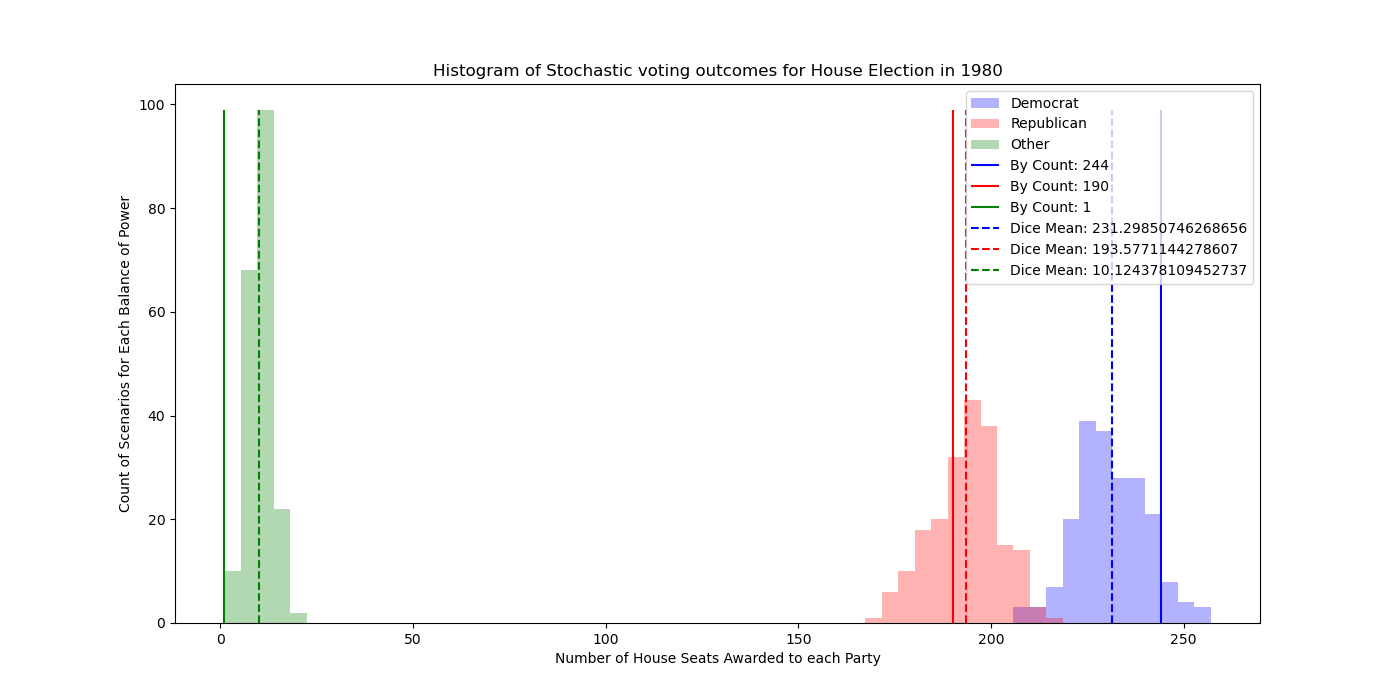 Histogram of Stochastic voting outcomes for House Election in 1980
Count of Scenarios for Each Balance of Power
100
80
60
40
20
0
Democrat
Republican
Other
By Count: 244
By Count: 190
By Count: 1
Dice Mean: 231.29850746268656
Dice Mean: 193.5771144278607
Dice Mean: 10.124378109452737
0
50
100
150
200
250
Number of House Seats Awarded to each Party